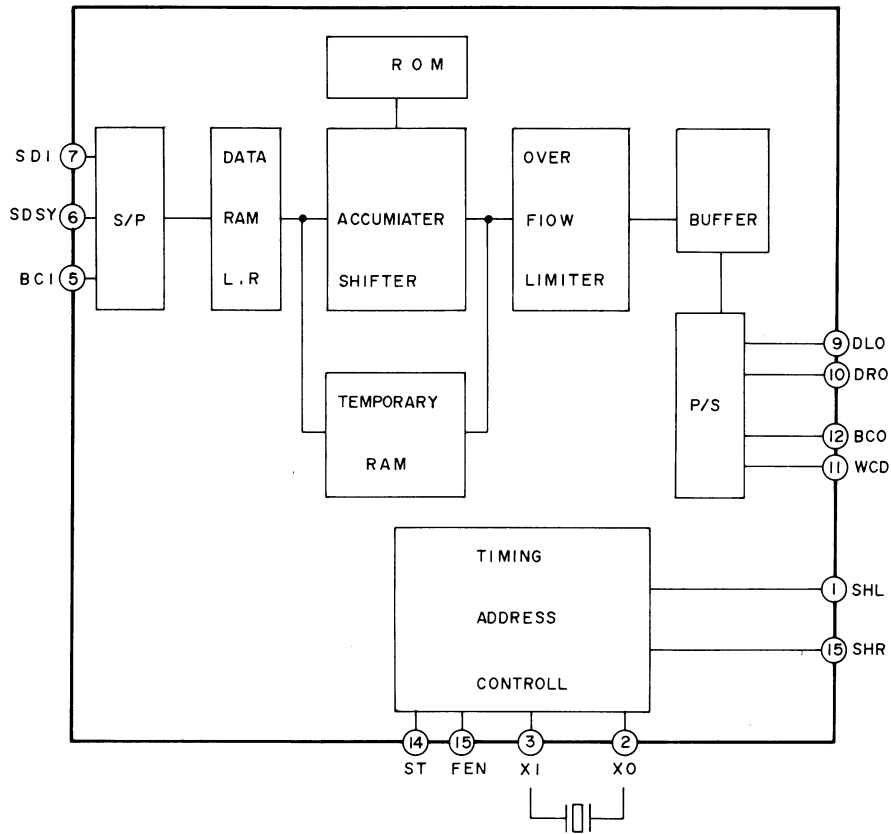 ROM
SDI 7
SDSY 6
BCI 5
S/P
DATA
RAM
L.R
ACCUMIATER
SHIFTER
OVER
FIOW
LIMITER
BUFFER
TEMPORARY
RAM
P/S
9 DLO
10 DRO
12 BCO
11 WCD
TIMING
ADDRESS
CONTROLL
1 SHL
15 SHR
14 15 3 2
ST FEN XI XO